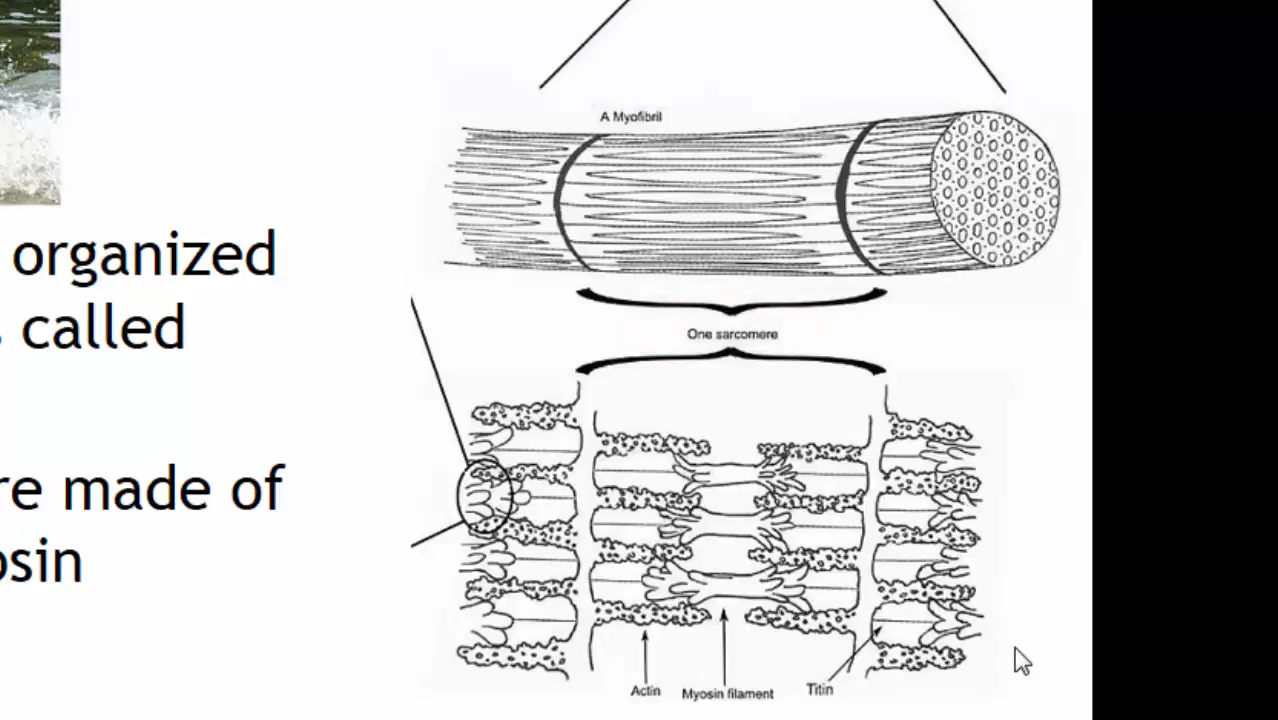 organized
called
re made of
osin
A Myofibril
One sarcomere
Actin
Myosin filament
Titin